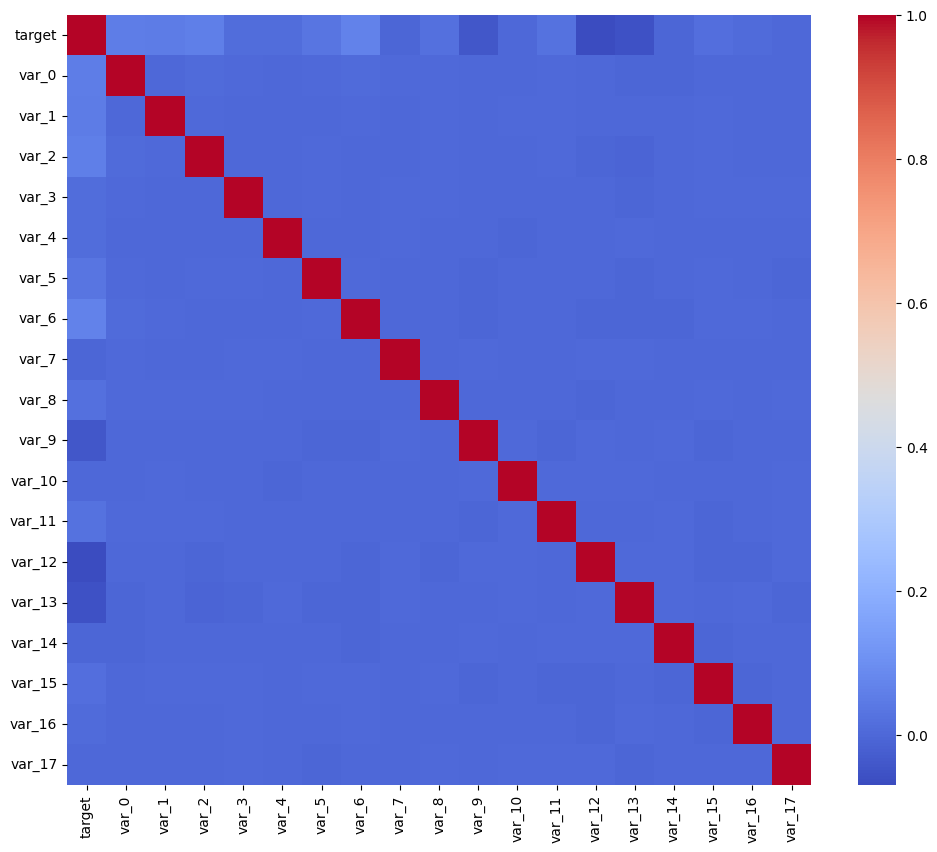 target
var_0
var_1
var_2
var_3
var_4
var_5
var_6
var_7
var_8
var_9
var_10
var_11
var_12
var_13
var_14
var_15
var_16
var_17
target
var_0
var_1
var_2
var_3
var_4
var_5
var_6
var_7
var_8
var_9
var_10
var_11
var_12
var_13
var_14
var_15
var_16
var_17
1.0
0.8
0.6
0.4
0.2
0.0